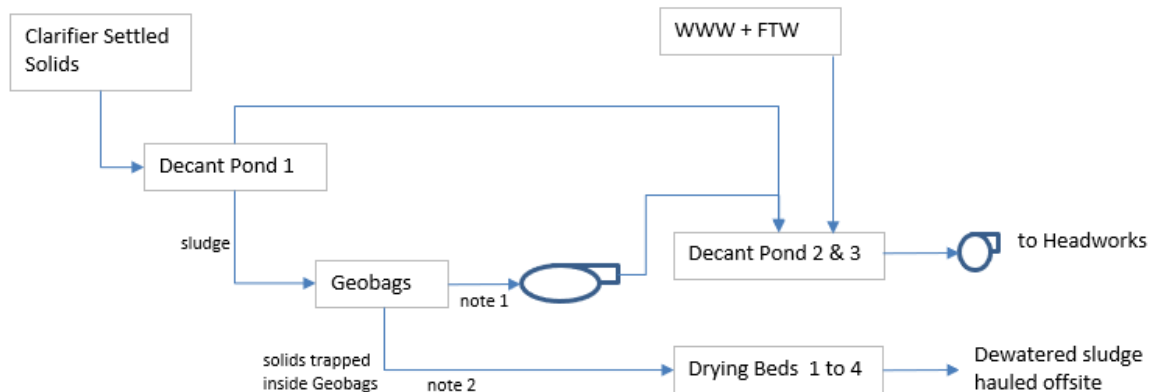 Clarifier Settled
Solids
WWW + FTW
Decant Pond 1
sludge
Decant Pond 2 & 3
to Headworks
Geobags
note 1
solids trapped
inside Geobags
note 2
Drying Beds  1 to 4
Dewatered sludge
hauled offsite